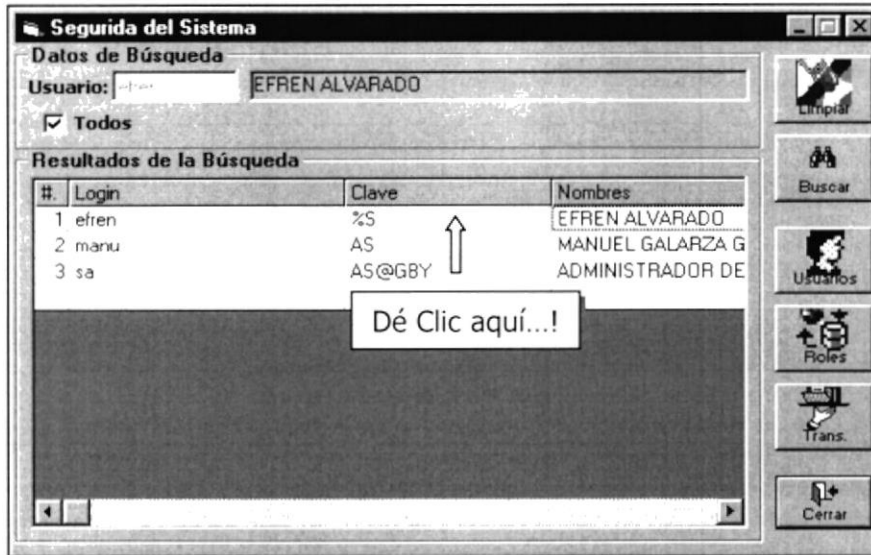 Segurida del Sistema
Datos de Búsqueda
Usuario: efren EFREN ALVARADO
Todos
Limpiar
Buscar
Usuarios
Roles
Trans.
Cerrar
Resultados de la Búsqueda
#. Login Clave Nombres
1 efren %S EFREN ALVARADO
2 manu AS MANUEL GALARZA G
3 sa AS@GBY ADMINISTRADOR DE
Dé Clic aquí...!